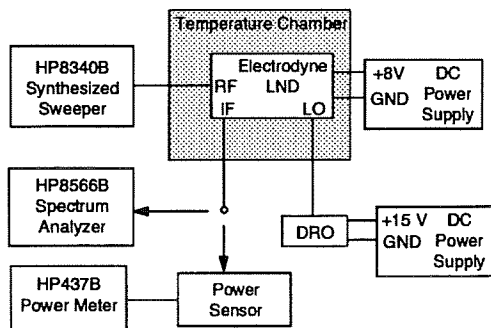 Temperature Chamber
HP8340B
Synthesized
Sweeper
Electrodyne
RF LND
IF LO
+8V DC
GND Power
Supply
HP8566B
Spectrum
Analyzer
DRO
+15 V DC
GND Power
Supply
HP437B
Power Meter
Power
Sensor